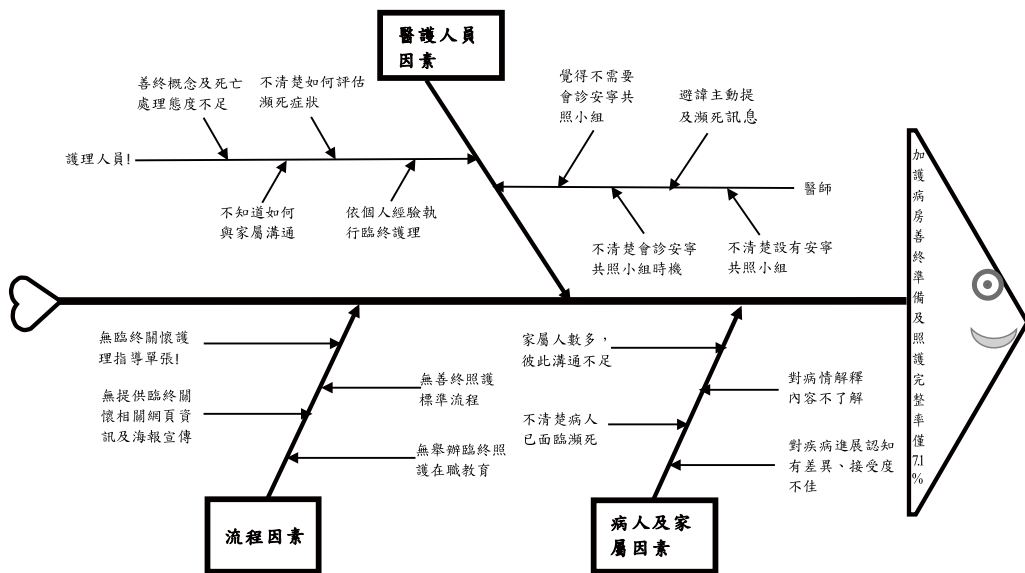 醫護人員
因素
善終概念及死亡
處理態度不足
不清楚如何評估
瀕死症狀
護理人員!
不知道如何
與家屬溝通
依個人經驗執
行臨終護理
覺得不需要
會診安寧共
照小組
避諱主動提
及瀕死訊息
醫師
不清楚會診安寧
共照小組時機
不清楚設有安寧
共照小組
加護病房善終準備及照護完整率僅7.1%
無臨終關懷護
理指導單張!
無善終照護
標準流程
無提供臨終關
懷相關網頁資
訊及海報宣傳
無舉辦臨終照
護在職教育
流程因素
家屬人數多，
彼此溝通不足
對病情解釋
內容不了解
不清楚病人
已面臨瀕死
對疾病進展認知
有差異、接受度
不佳
病人及家
屬因素